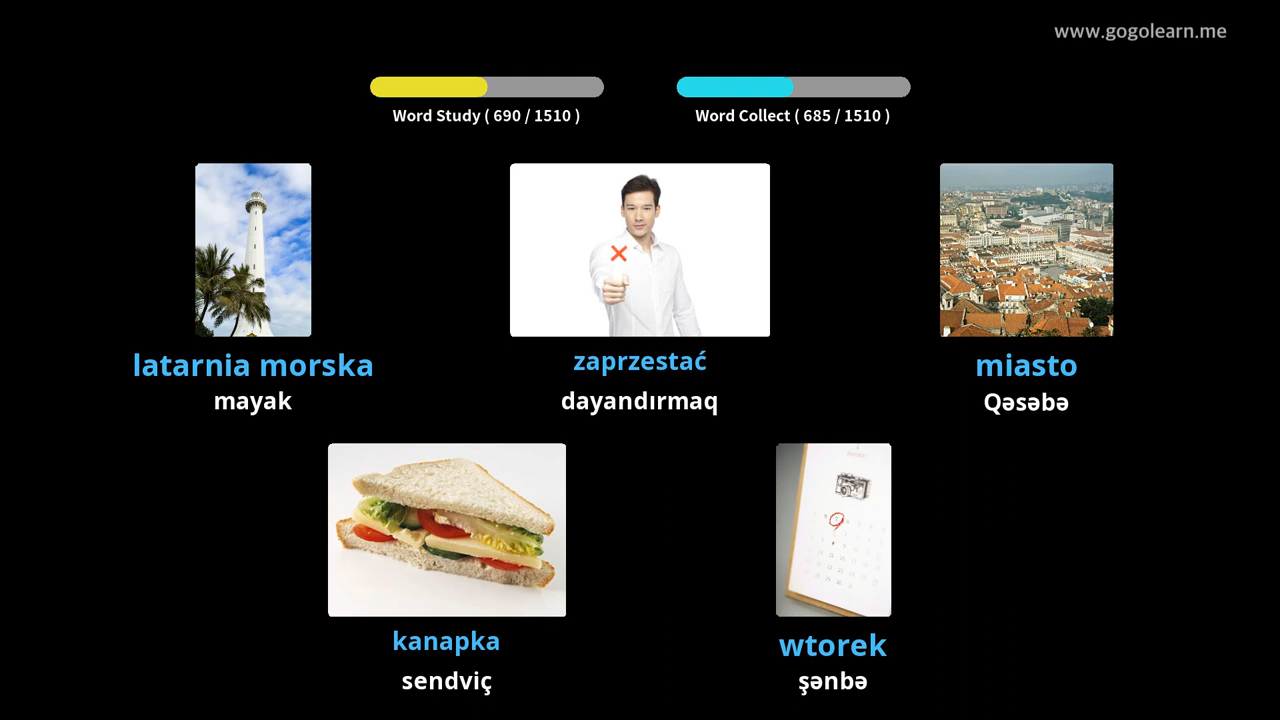 www.gogolearn.me
Word Study ( 690 / 1510 )
Word Collect ( 685 / 1510 )
latarnia morska
zaprzestać
miasto
mayak
dayandırmaq
Qəsəbə
kanapka
wtorek
sendviç
şənbə